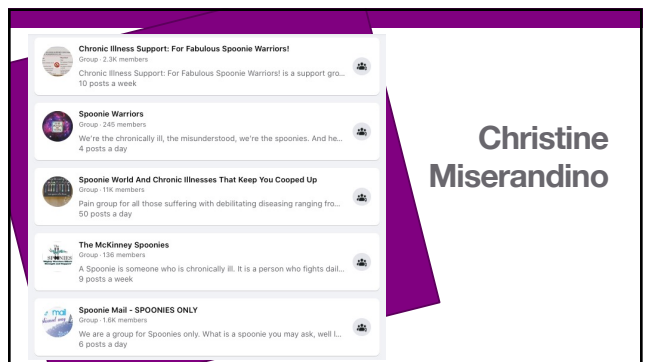 Chronic Illness Support: For Fabulous Spoonie Warriors!
Group · 2.3K members
Chronic Illness Support: For Fabulous Spoonie Warriors! is a support gro...
10 posts a week
Spoonie Warriors
Group · 245 members
We're the chronically ill, the misunderstood, we're the spoonies. And he...
4 posts a day
Spoonie World And Chronic Illnesses That Keep You Cooped Up
Group · 11K members
Pain group for all those suffering with debilitating diseasing ranging fro...
50 posts a day
The McKinney Spoonies
Group · 136 members
A Spoonie is someone who is chronically ill. It is a person who fights dail...
9 posts a week
SPOONIES
Spoonie Mail - SPOONIES ONLY
Group · 1.6K members
We are a group for Spoonies only. What is a spoonie you may ask, well I...
6 posts a day
mail
Christine
Miserandino